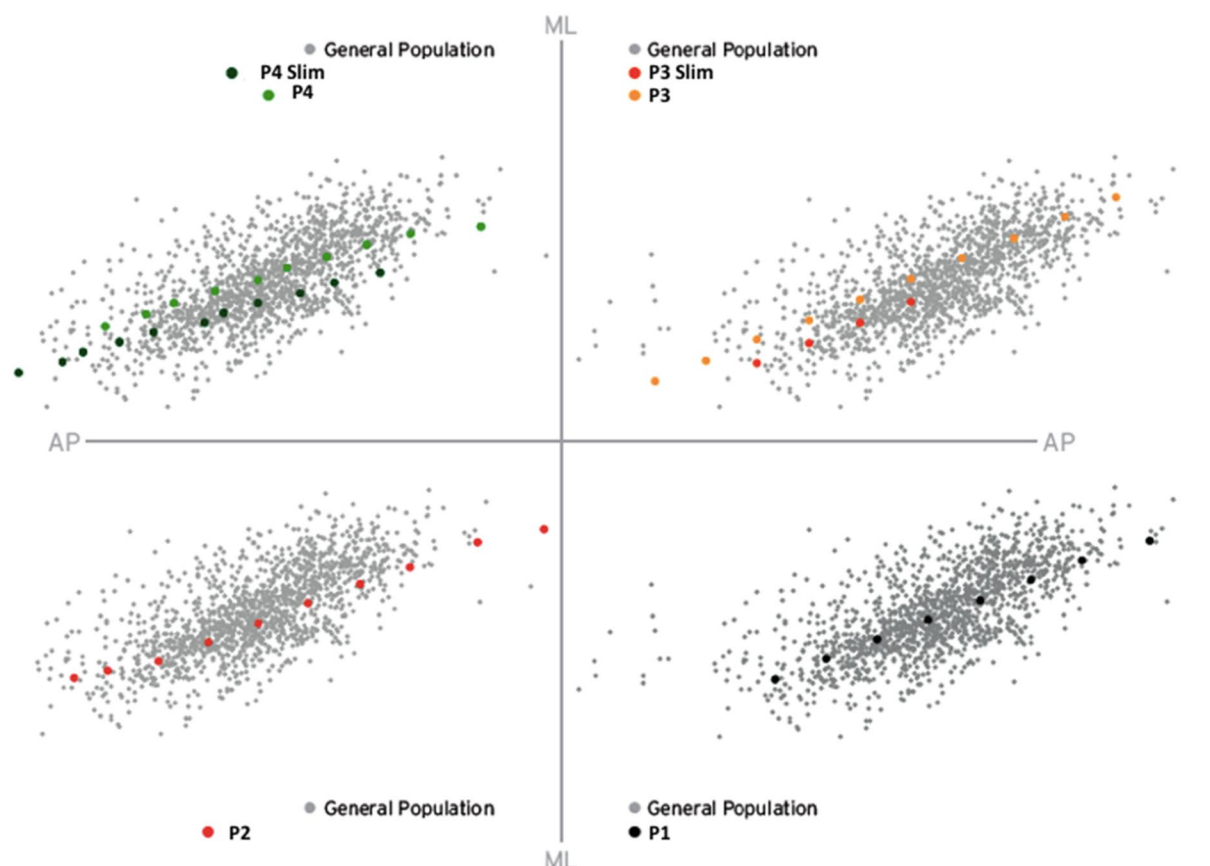 ML
General Population
P4 Slim
P4
General Population
P3 Slim
P3
AP
AP
General Population
P2
General Population
P1
ML